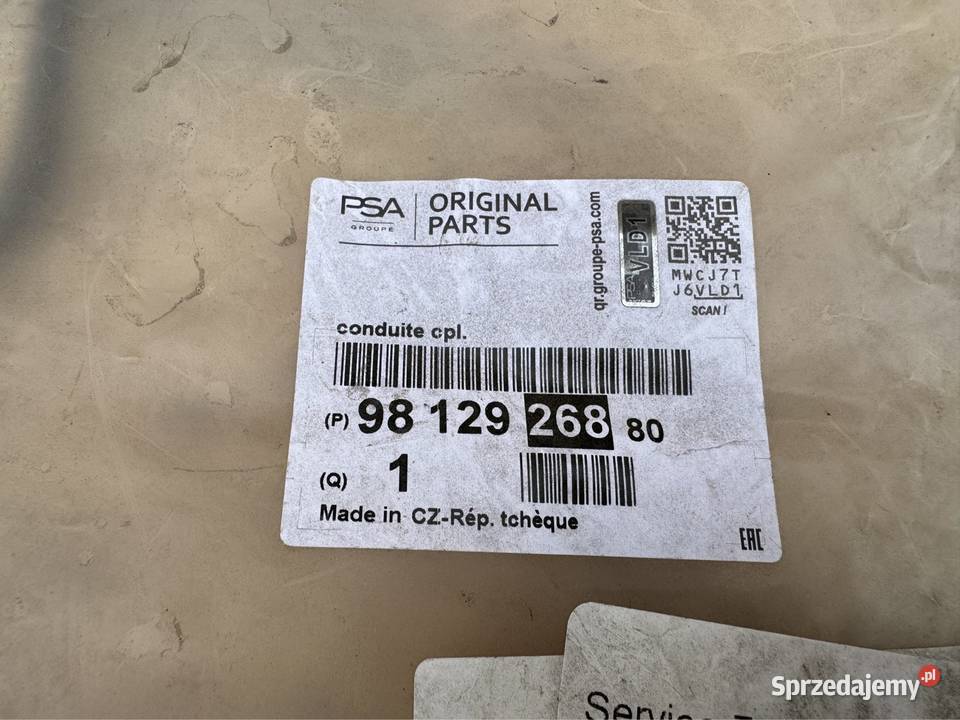 PSA
GROUPE
ORIGINAL
PARTS
qr.groupe-psa.com
VLD1
MWCJ7T
J6VLD1
SCAN!
conduite cpl.
(P) 98 129 268 80
(Q) 1
Made in CZ-Rép. tchèque
EAC
Service
Sprzedajemy.pl